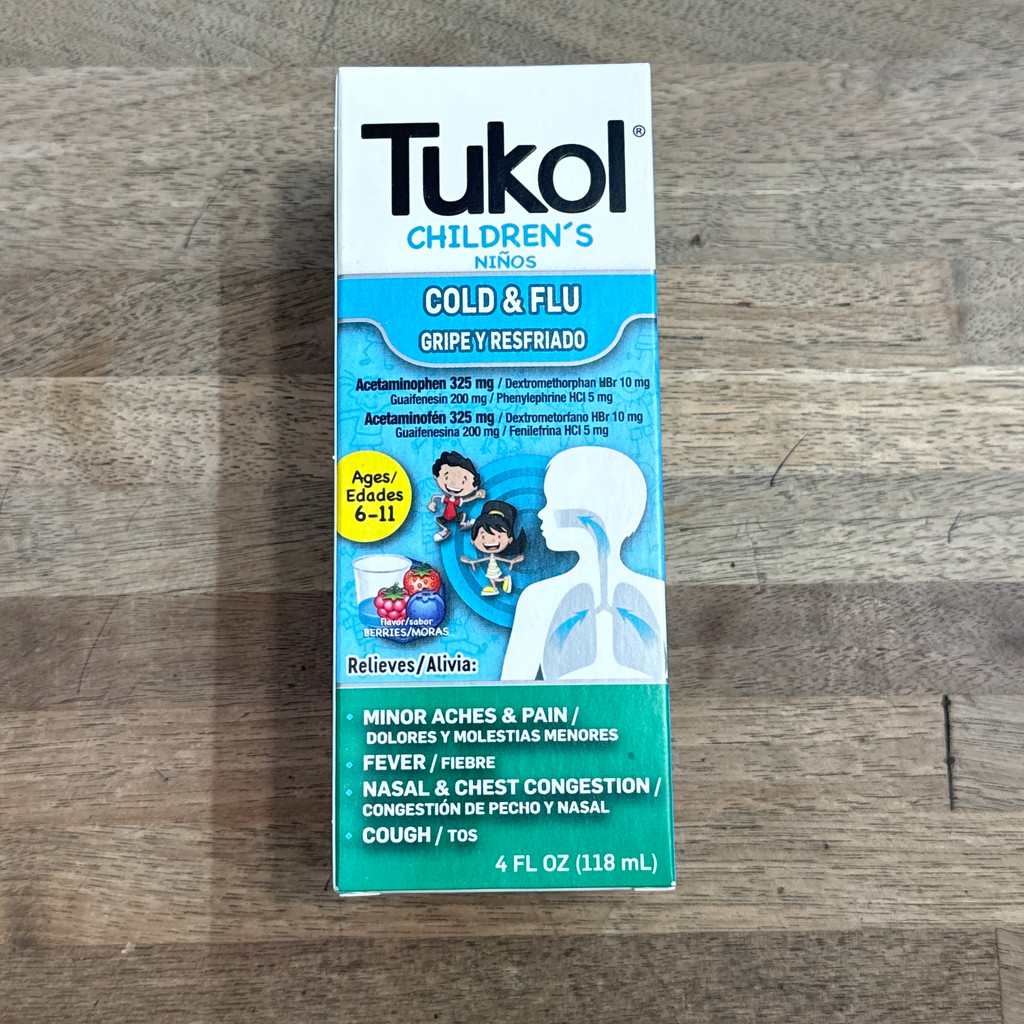 Tukol®
CHILDREN´S
NIÑOS
COLD & FLU
GRIPE Y RESFRIADO
Acetaminophen 325 mg / Dextromethorphan HBr 10 mg
Guaifenesin 200 mg / Phenylephrine HCl 5 mg
Acetaminofén 325 mg / Dextrometorfano HBr 10 mg
Guaifenesina 200 mg / Fenilefrina HCl 5 mg
Ages/
Edades
6-11
flavor/sabor
BERRIES/MORAS
Relieves/Alivia:
MINOR ACHES & PAIN /
DOLORES Y MOLESTIAS MENORES
FEVER / FIEBRE
NASAL & CHEST CONGESTION /
CONGESTIÓN DE PECHO Y NASAL
COUGH / TOS
4 FL OZ (118 mL)